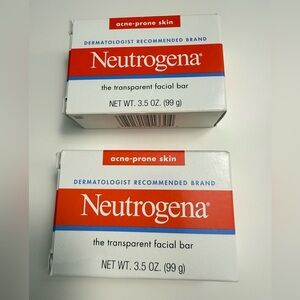 acne-prone skin
DERMATOLOGIST RECOMMENDED BRAND
Neutrogena®
the transparent facial bar
NET WT. 3.5 OZ. (99 g)
acne-prone skin
DERMATOLOGIST RECOMMENDED BRAND
Neutrogena®
the transparent facial bar
NET WT. 3.5 OZ. (99 g)